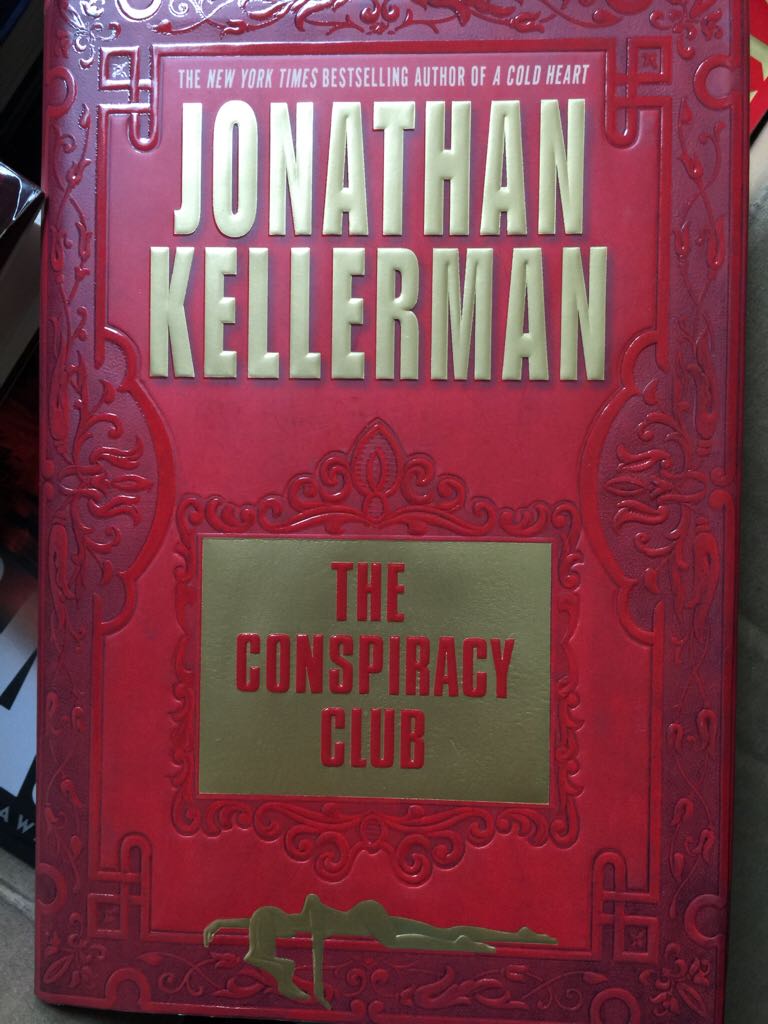 THE NEW YORK TIMES BESTSELLING AUTHOR OF A COLD HEART
JONATHAN
KELLERMAN
THE
CONSPIRACY
CLUB